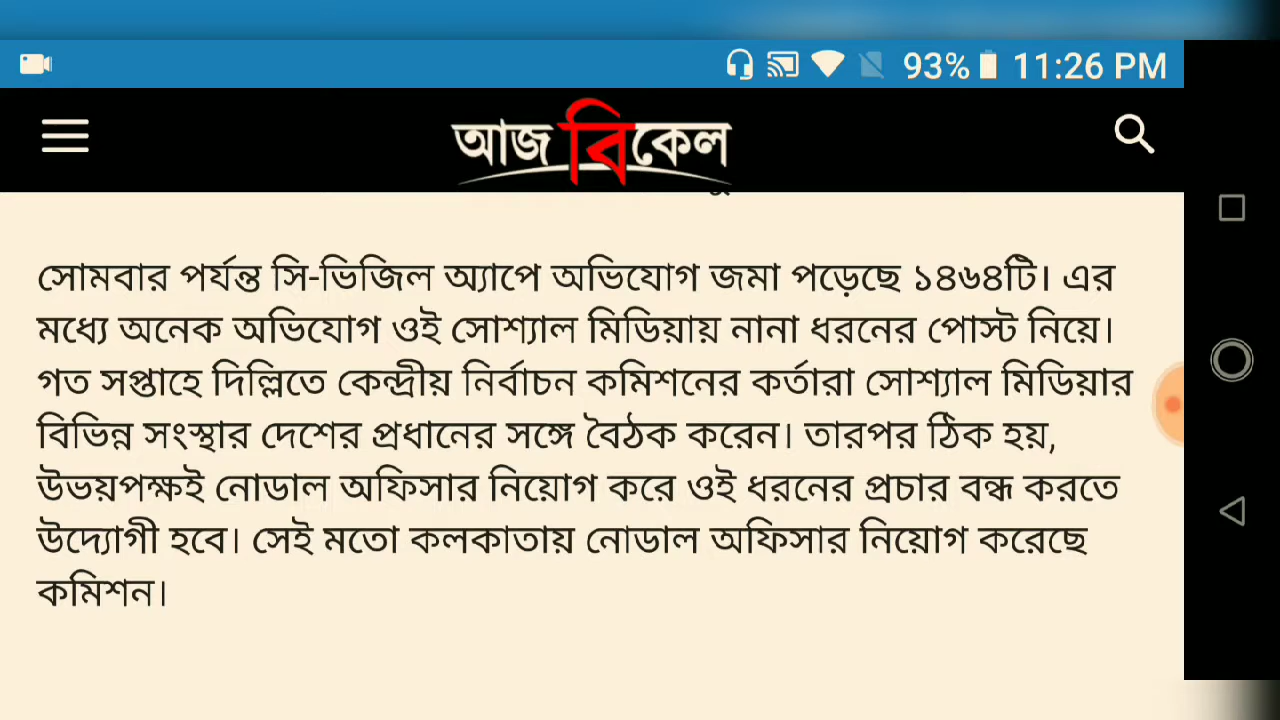 93% 11:26 PM
আজ বিকেল
সোমবার পর্যন্ত সি-ভিজিল অ্যাপে অভিযোগ জমা পড়েছে ১৪৬৪টি। এর
মধ্যে অনেক অভিযোগ ওই সোশ্যাল মিডিয়ায় নানা ধরনের পোস্ট নিয়ে।
গত সপ্তাহে দিল্লিতে কেন্দ্রীয় নির্বাচন কমিশনের কর্তারা সোশ্যাল মিডিয়ার
বিভিন্ন সংস্থার দেশের প্রধানের সঙ্গে বৈঠক করেন। তারপর ঠিক হয়,
উভয়পক্ষই নোডাল অফিসার নিয়োগ করে ওই ধরনের প্রচার বন্ধ করতে
উদ্যোগী হবে। সেই মতো কলকাতায় নোডাল অফিসার নিয়োগ করেছে
কমিশন।